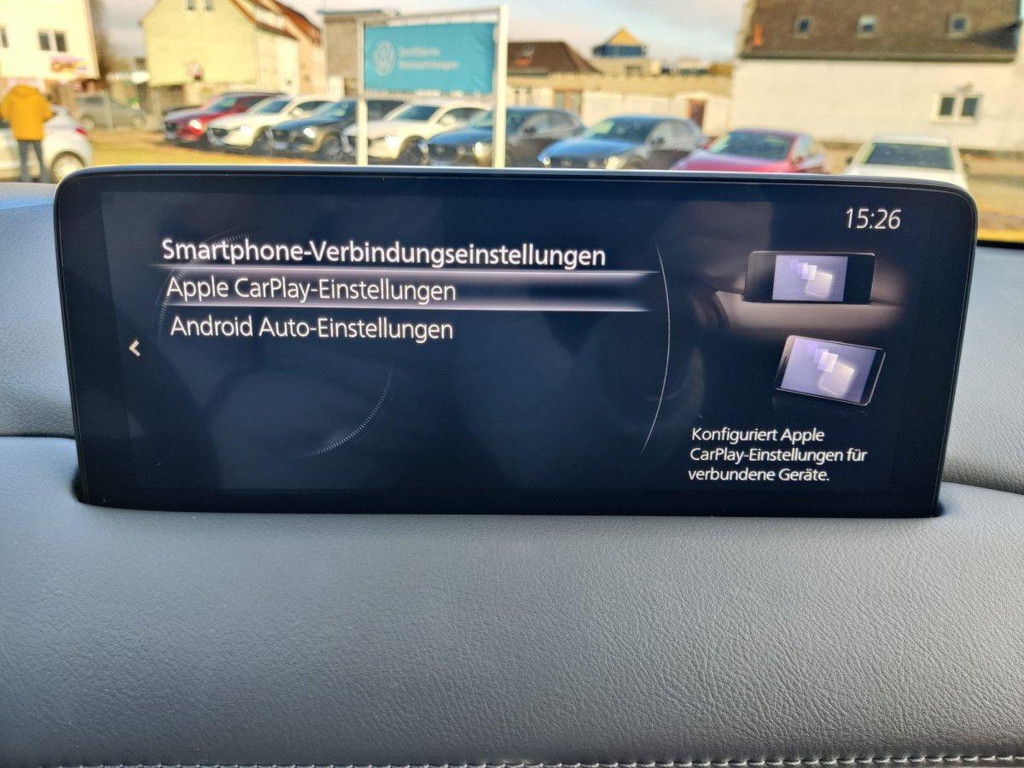 15:26
Smartphone-Verbindungseinstellungen
Apple CarPlay-Einstellungen
Android Auto-Einstellungen
Konfiguriert Apple
CarPlay-Einstellungen für
verbundene Geräte.